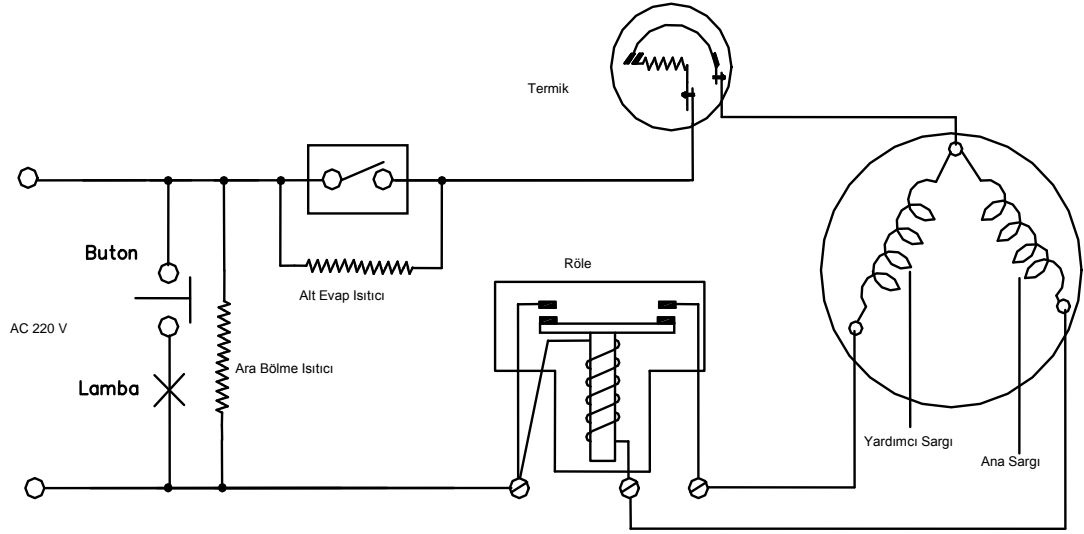 Termik
Buton
Alt Evap Isıtıcı
Röle
AC 220 V
Ara Bölme Isıtıcı
Lamba
Yardımcı Sargı
Ana Sargı